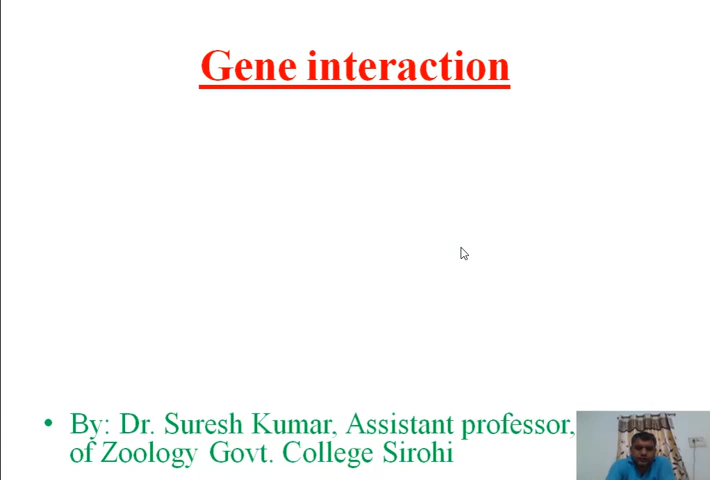 Gene interaction
• By: Dr. Suresh Kumar, Assistant professor,
of Zoology Govt. College Sirohi